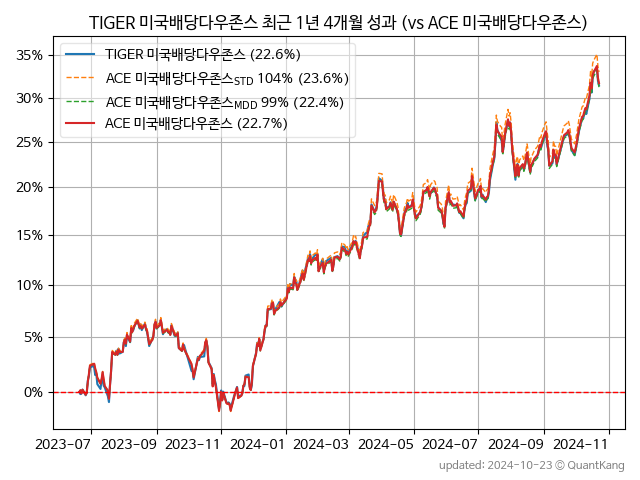 TIGER 미국배당다우존스 최근 1년 4개월 성과 (vs ACE 미국배당다우존스)
TIGER 미국배당다우존스 (22.6%)
ACE 미국배당다우존스STD 104% (23.6%)
ACE 미국배당다우존스MDD 99% (22.4%)
ACE 미국배당다우존스 (22.7%)
35%
30%
25%
20%
15%
10%
5%
0%
2023-07 2023-09 2023-11 2024-01 2024-03 2024-05 2024-07 2024-09 2024-11
updated: 2024-10-23 © QuantKang